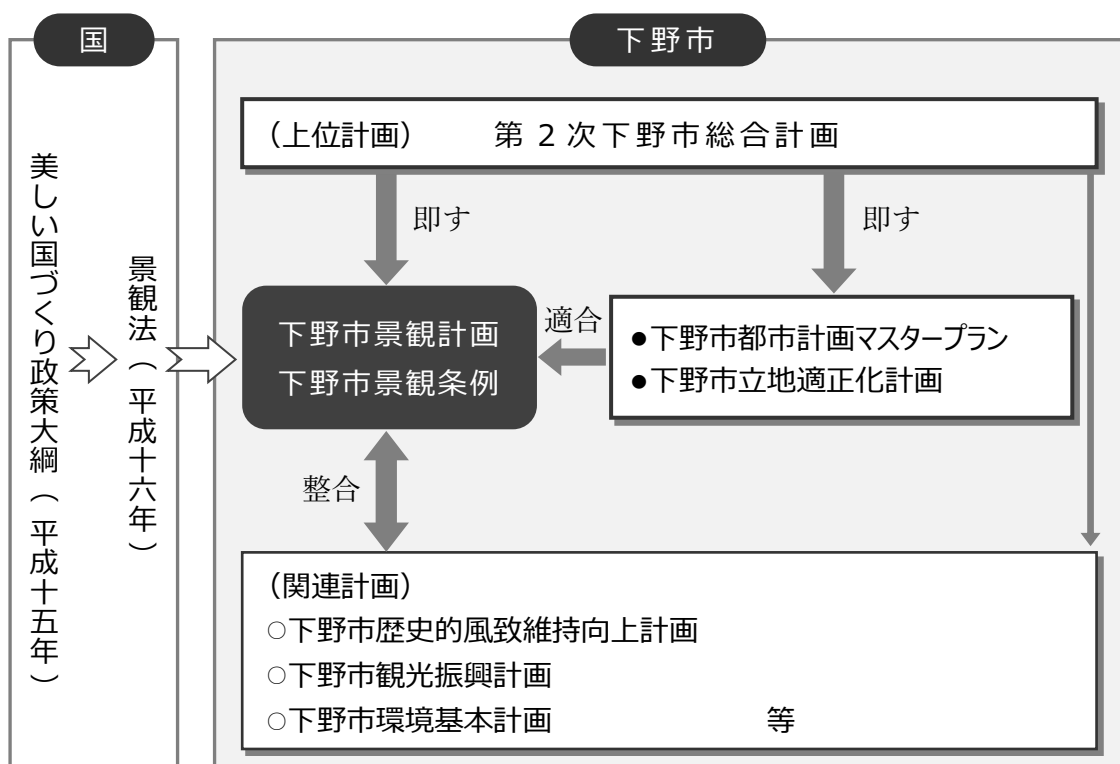 国
美しい国づくり政策大綱（平成十五年）
景観法（平成十六年）
下野市
（上位計画）　第２次下野市総合計画
即す
即す
下野市景観計画
下野市景観条例
適合
●下野市都市計画マスタープラン
●下野市立地適正化計画
整合
（関連計画）
○下野市歴史的風致維持向上計画
○下野市観光振興計画
○下野市環境基本計画　等